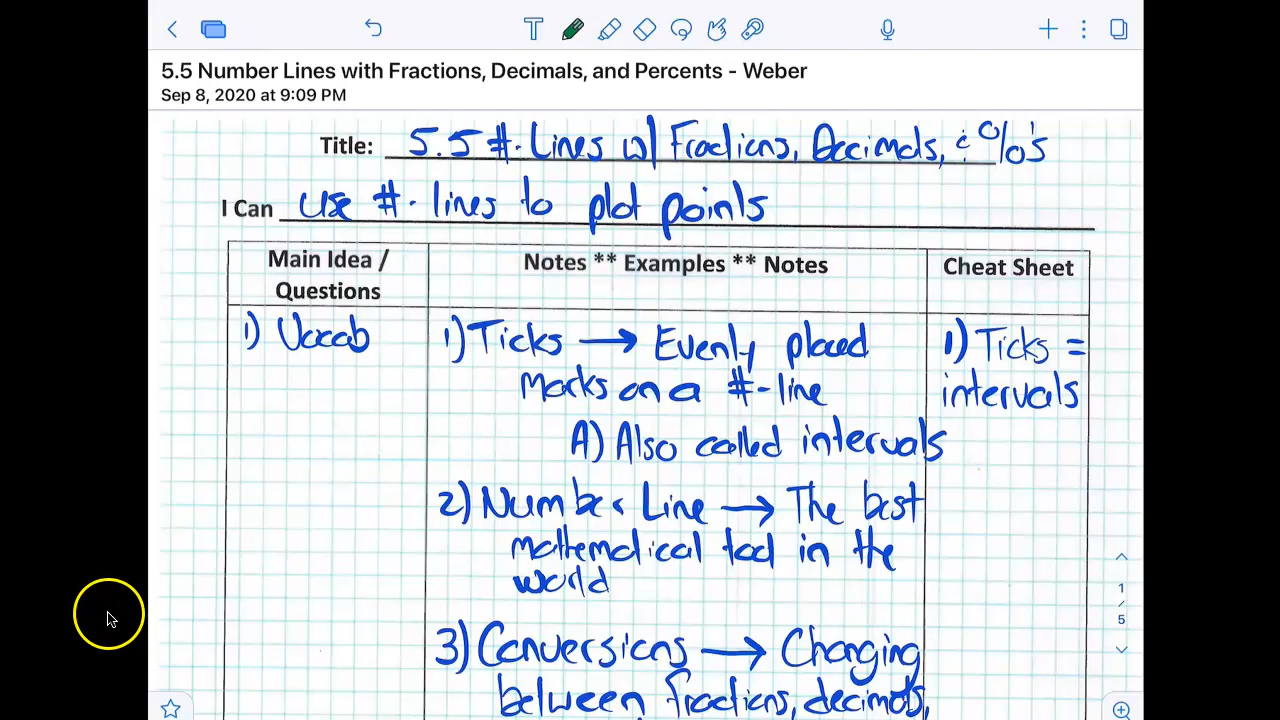 T
5.5 Number Lines with Fractions, Decimals, and Percents - Weber
Sep 8, 2020 at 9:09 PM
Title: 5.5 #-Lines w/ Fractions, Decimals, & %'s
I Can use #-lines to plot points
Main Idea /
Questions
Notes ** Examples ** Notes
Cheat Sheet
1) Vocab
1) Ticks → Evenly placed
marks on a #-line
A) Also called intervals
2) Number Line → The best
mathematical tool in the
world
3) Conversions → Changing
between fractions, decimals,
1) Ticks =
intervals
1
/
5